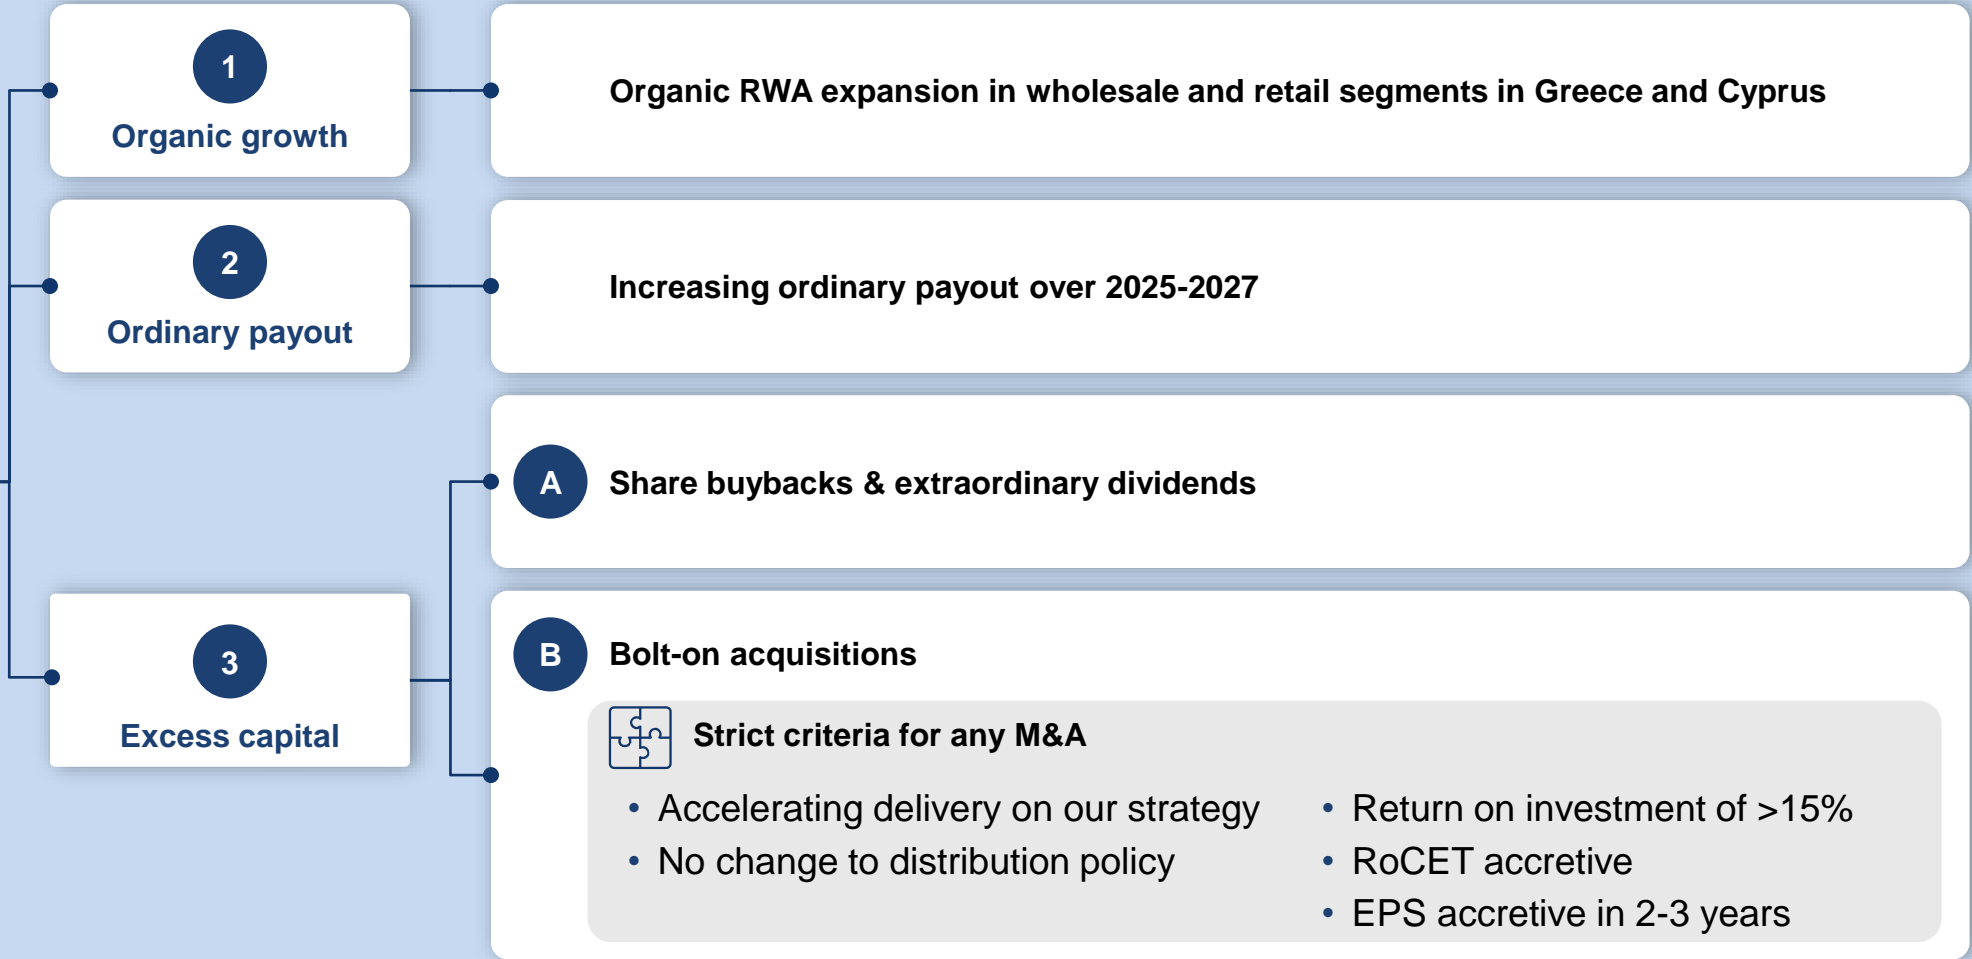 1
Organic growth
Organic RWA expansion in wholesale and retail segments in Greece and Cyprus
2
Ordinary payout
Increasing ordinary payout over 2025-2027
3
Excess capital
A
Share buybacks & extraordinary dividends
B
Bolt-on acquisitions
Strict criteria for any M&A
• Accelerating delivery on our strategy
• No change to distribution policy
• Return on investment of >15%
• RoCET accretive
• EPS accretive in 2-3 years